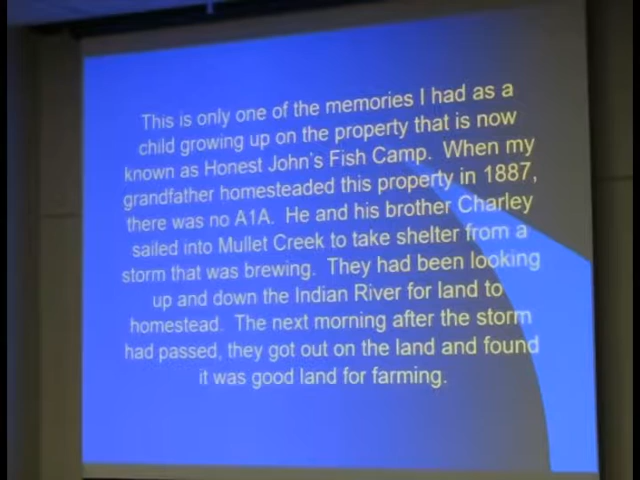 This is only one of the memories I had as a
child growing up on the property that is now
known as Honest John's Fish Camp. When my
grandfather homesteaded this property in 1887,
there was no A1A. He and his brother Charley
sailed into Mullet Creek to take shelter from a
storm that was brewing. They had been looking
up and down the Indian River for land to
homestead. The next morning after the storm
had passed, they got out on the land and found
it was good land for farming.